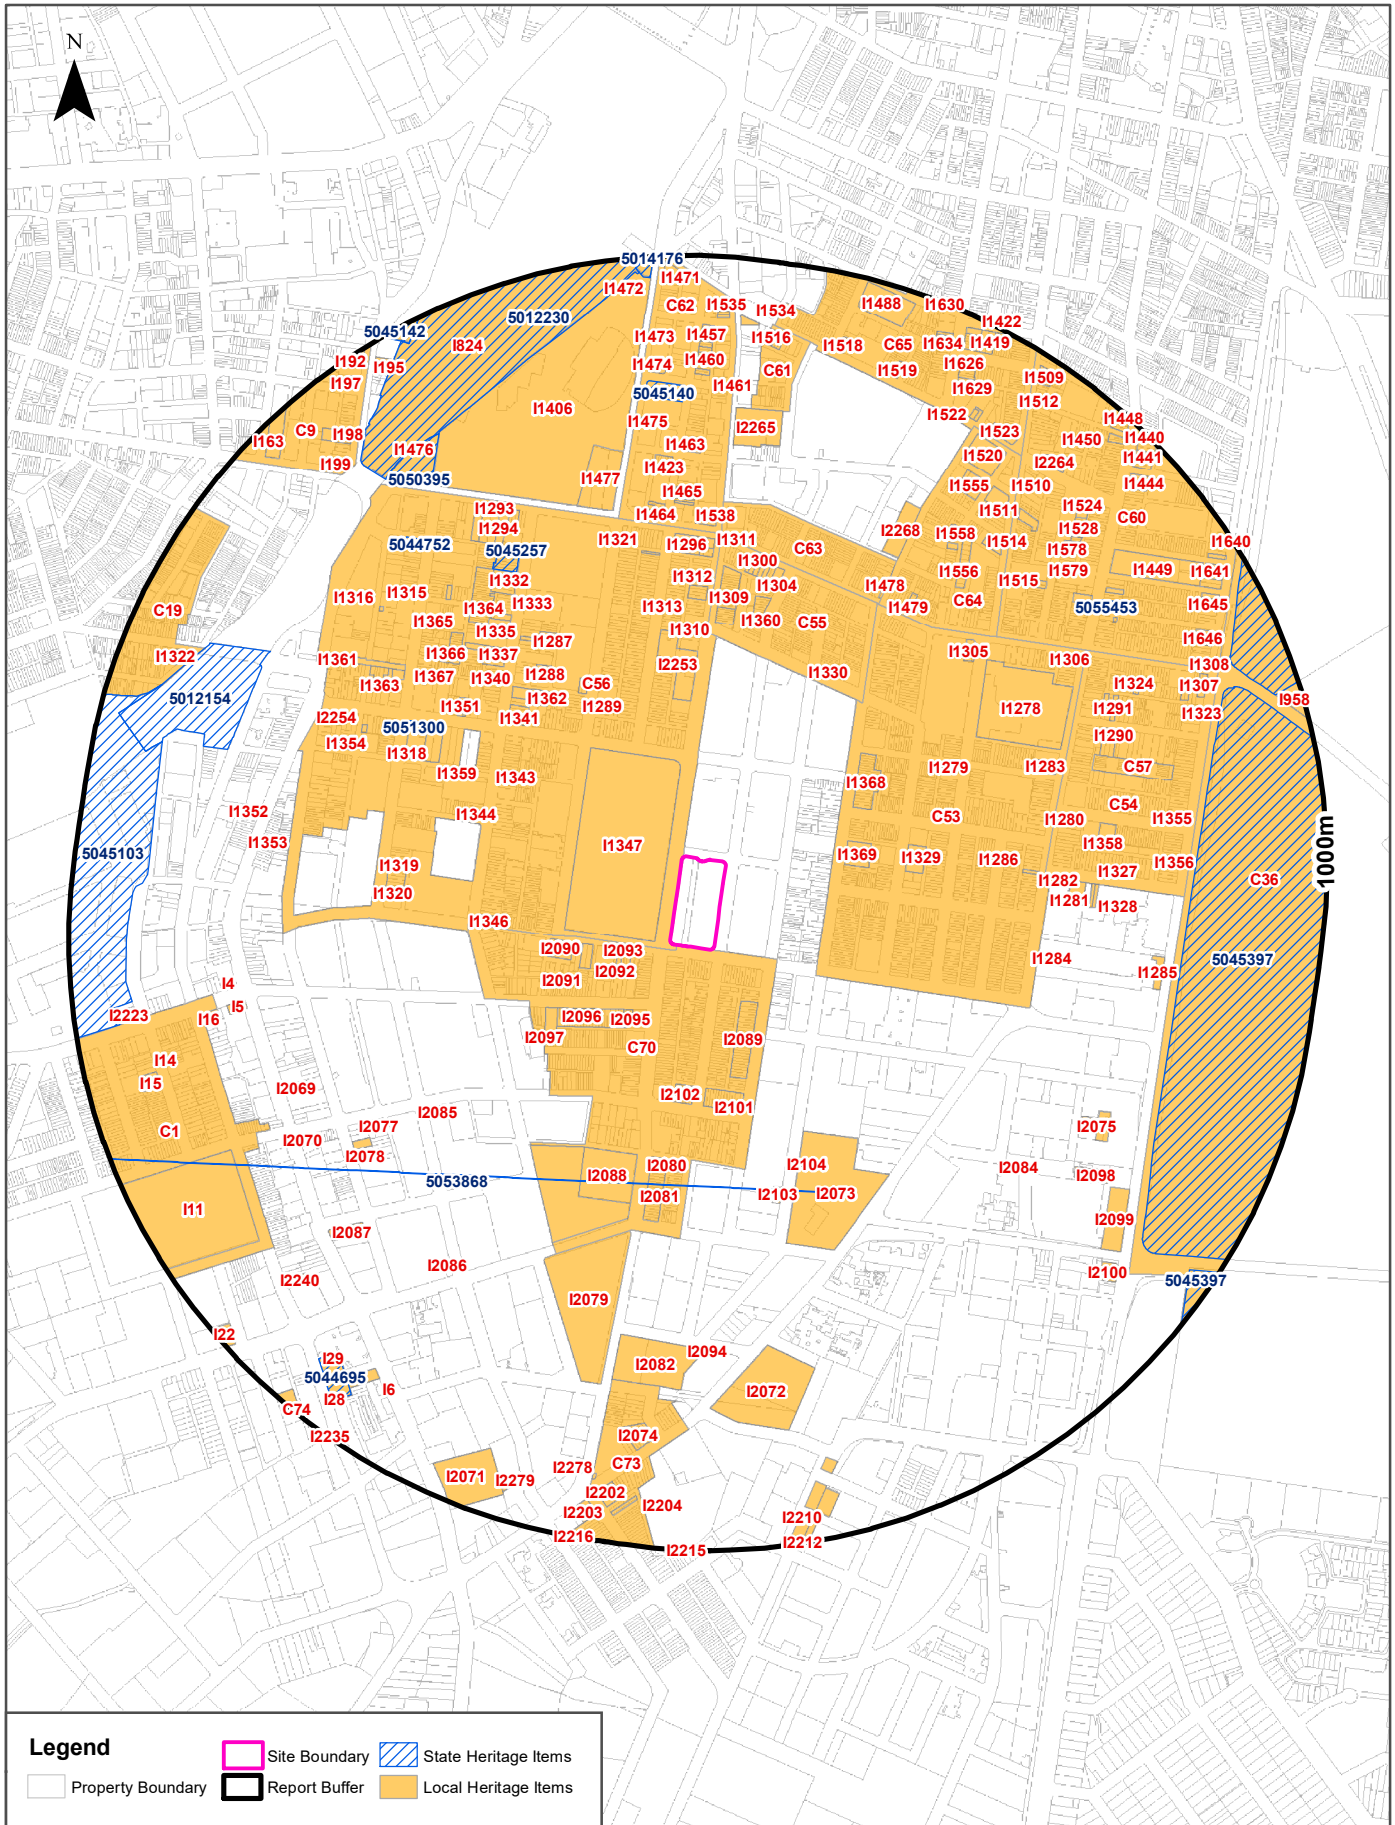 N
5014176
I1471
I1472
C62
I1535
I1534
I1488
I1630
I1422
5012230
5045142
I824
I1473
I1457
I1516
I1518
C65
I1634
I1419
I192
I195
I1474
I1460
C61
I1519
I1626
I197
I1461
I1629
I1509
5045140
I1512
I1406
I1475
I2265
I1522
I1448
C9
I198
I163
I1476
I1463
I1523
I1450
I1440
I1520
I2264
I1441
I199
I1423
5050395
I1477
I1465
I1555
I1510
I1444
I1293
I1464
I1538
I1511
I1524
C60
I1294
I2268
I1528
5044752
5045257
I1321
I1296
I1311
C63
I1558
I1514
I1578
I1640
I1300
I1332
I1312
I1304
I1556
I1515
I1579
I1449
I1641
I1316
I1315
I1364
I1333
I1309
I1478
I1479
C64
5055453
I1645
C19
I1365
I1313
I1360
C55
I1335
I1287
I1310
I1646
I1322
I1361
I1366
I1337
I2253
I1305
I1306
I1308
I1363
I1367
I1340
I1288
C56
I1330
I1324
I1307
5012154
I1362
I1289
I958
I2254
I1351
I1341
I1278
I1291
I1323
5051300
I1354
I1318
I1290
I1359
I1343
I1279
I1283
C57
I1368
I1352
I1344
C54
I1353
C53
I1280
I1355
1000m
5045103
I1347
I1369
I1329
I1286
I1358
I1319
I1327
I1356
I1282
C36
I1320
I1281
I1328
I1346
I2090
I2093
I1284
5045397
I2092
I1285
I4
I2091
I5
I2223
I16
I2096
I2095
I2097
C70
I2089
I14
I15
I2069
I2102
I2101
I2085
C1
I2077
I2075
I2070
I2078
I2080
I2104
I2084
I2088
I2098
5053868
I2103
I2073
I11
I2081
I2099
I2087
I2086
I2100
I2240
5045397
I2079
I22
I2094
I29
I2082
5044695
I6
I2072
I28
C74
I2235
I2074
C73
I2071
I2279
I2278
I2202
I2204
I2203
I2210
I2216
I2215
I2212
Legend
Site Boundary
State Heritage Items
Property Boundary
Report Buffer
Local Heritage Items